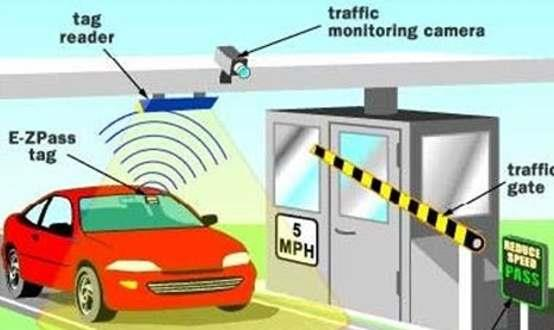 tag
reader
traffic
monitoring camera
E-ZPass
tag
traffic
gate
5
MPH
REDUCE
SPEED
PASS